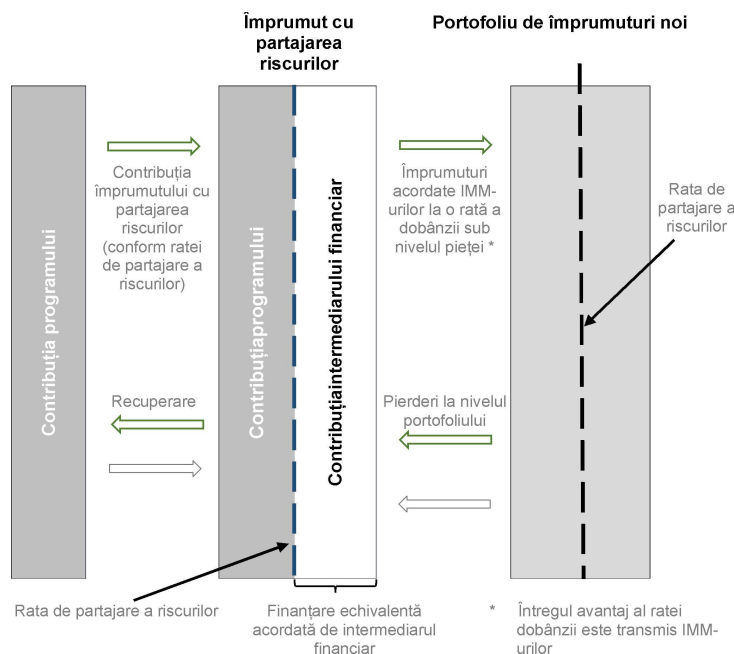 Împrumut cu
partajarea
riscurilor
Portofoliu de împrumuturi noi
Contribuția programului
Contribuția
împrumutului cu
partajarea
riscurilor
(conform ratei
de partajare a
riscurilor)
Recuperare
Contribuțiaprogramului
Contribuțiaintermediarului financiar
Împrumuturi
acordate IMM-
urilor la o rată a
dobânzii sub
nivelul pieței *
Pierderi la nivelul
portofoliului
Rata de
partajare a
riscurilor
Rata de partajare a riscurilor
Finanțare echivalentă
acordată de intermediarul
financiar
* Întregul avantaj al ratei
dobânzii este transmis IMM-
urilor